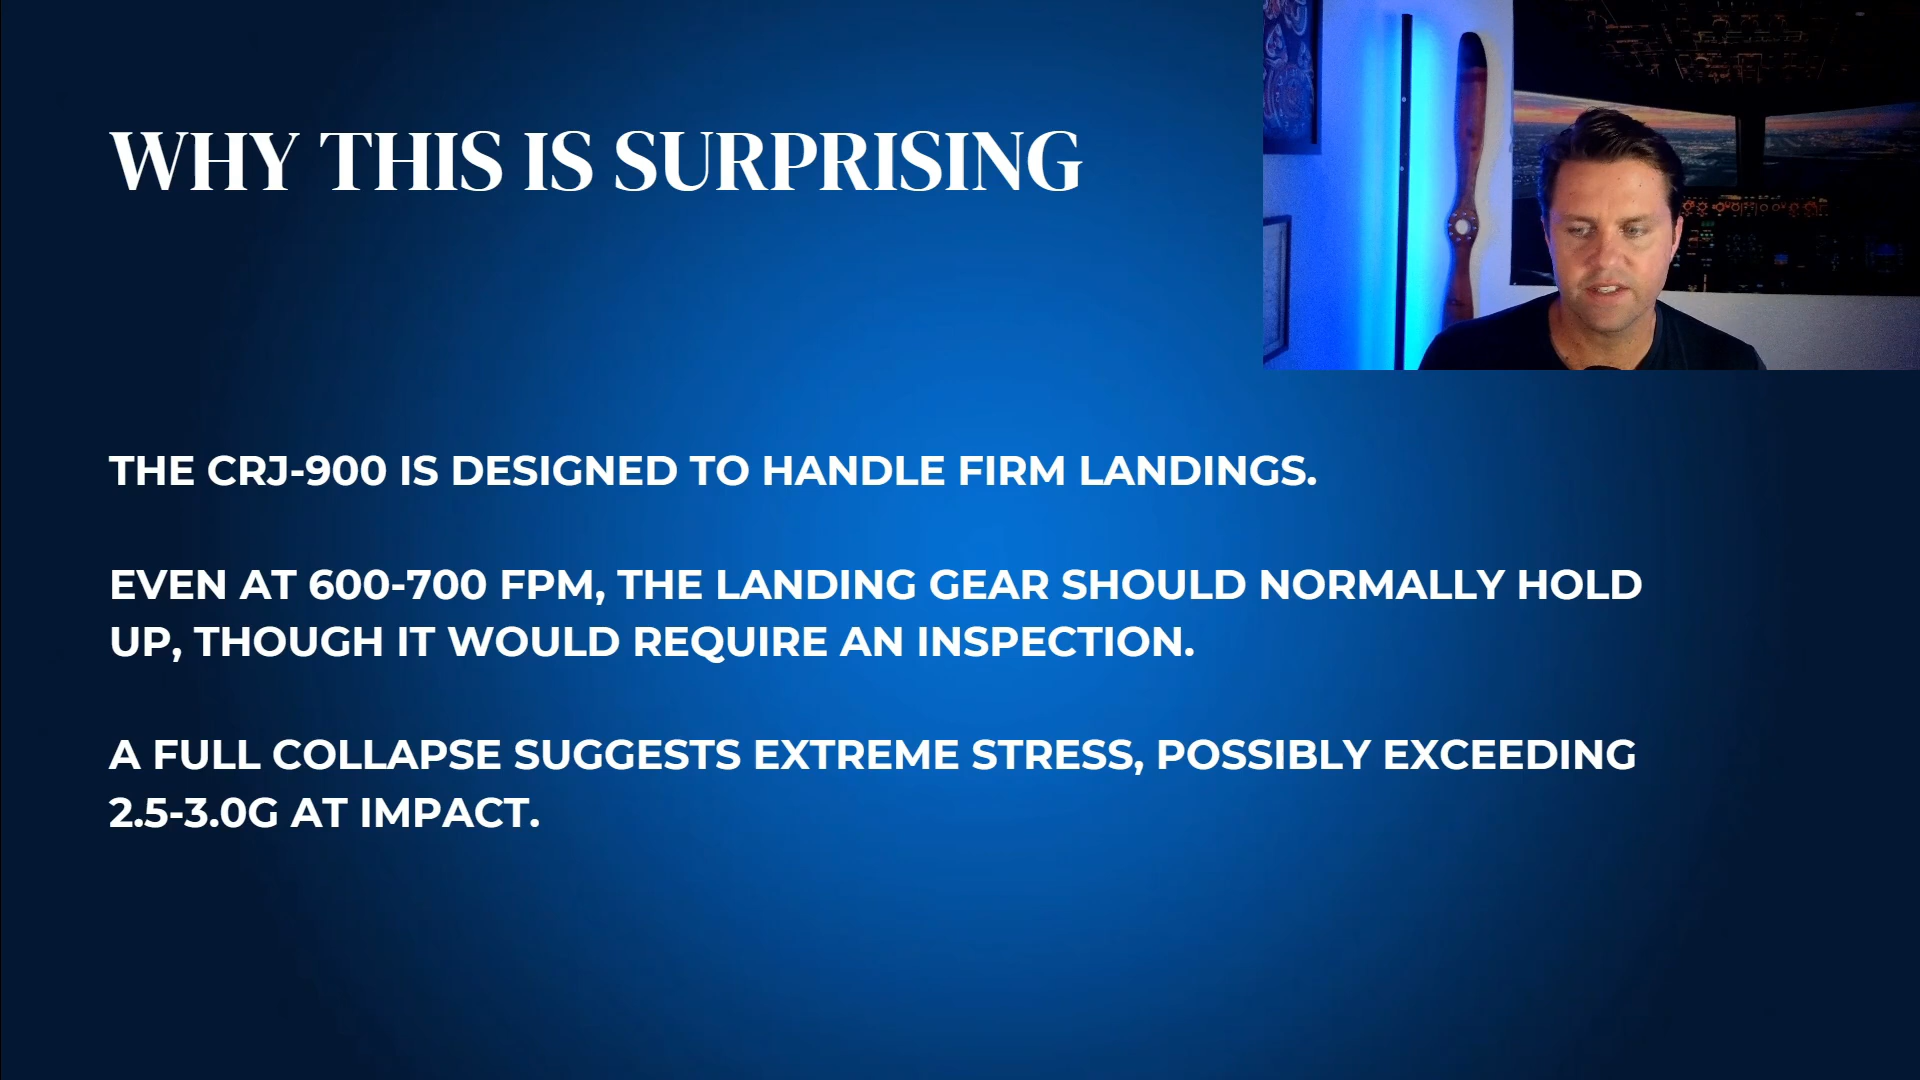 WHY THIS IS SURPRISING
THE CRJ-900 IS DESIGNED TO HANDLE FIRM LANDINGS.
EVEN AT 600-700 FPM, THE LANDING GEAR SHOULD NORMALLY HOLD
UP, THOUGH IT WOULD REQUIRE AN INSPECTION.
A FULL COLLAPSE SUGGESTS EXTREME STRESS, POSSIBLY EXCEEDING
2.5-3.0G AT IMPACT.